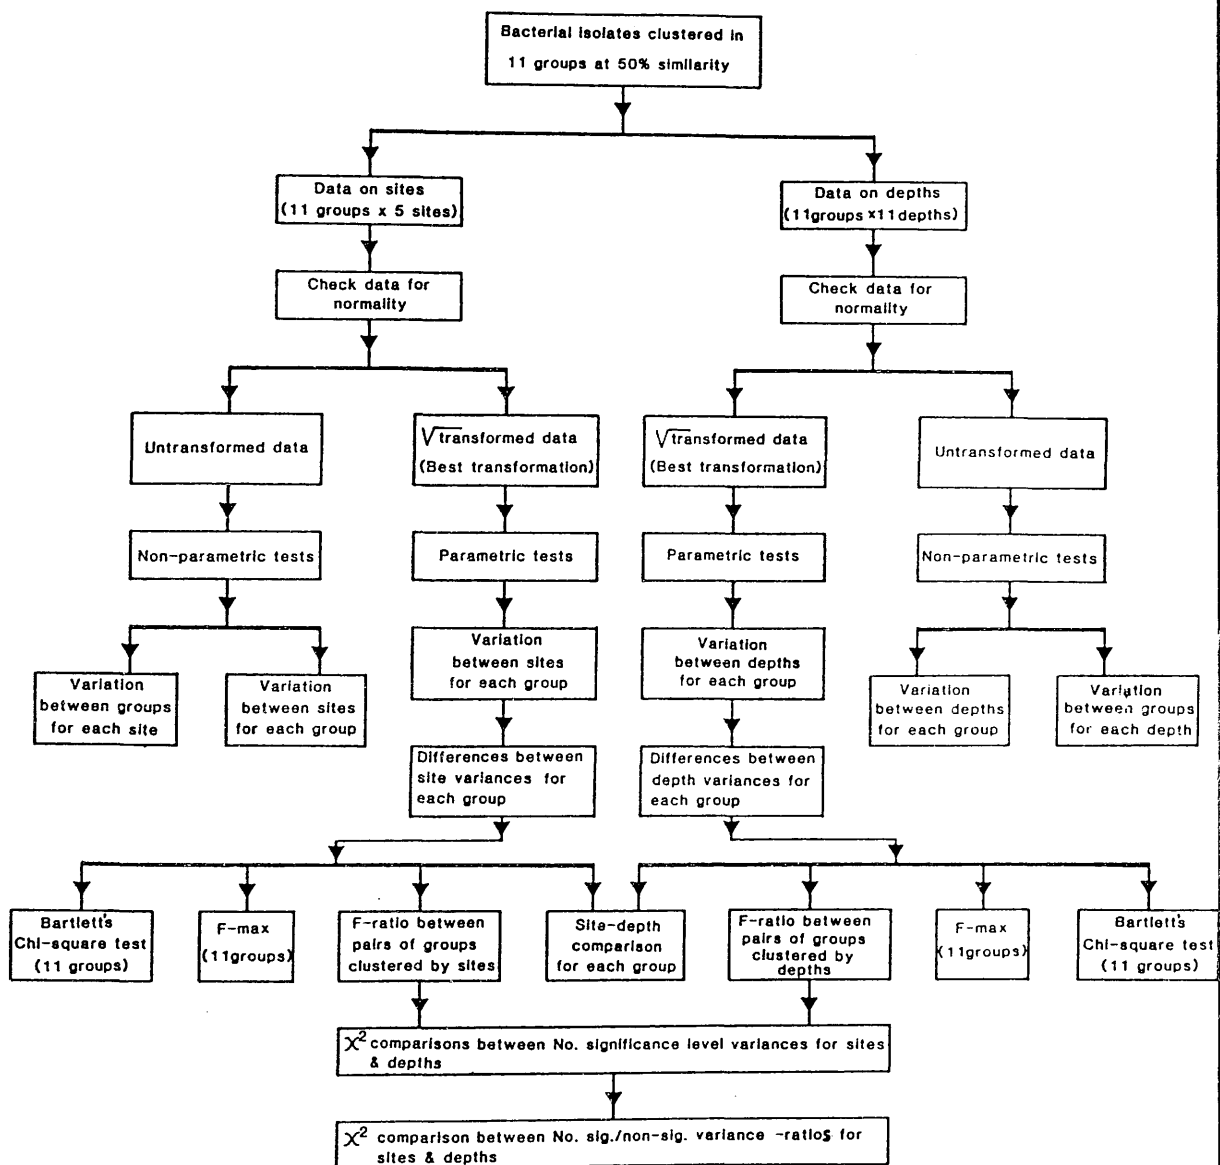 Bacterial isolates clustered in
11 groups at 50% similarity
Data on sites
(11 groups x 5 sites)
Data on depths
(11groups x11depths)
Check data for
normality
Check data for
normality
Untransformed data
√transformed data
(Best transformation)
√transformed data
(Best transformation)
Untransformed data
Non-parametric tests
Parametric tests
Parametric tests
Non-parametric tests
Variation
between groups
for each site
Variation
between sites
for each group
Variation
between sites
for each group
Variation
between depths
for each group
Variation
between depths
for each group
Variation
between groups
for each depth
Differences between
site variances for
each group
Differences between
depth variances for
each group
Bartlett's
Chi-square test
(11 groups)
F-max
(11groups)
F-ratio between
pairs of groups
clustered by sites
Site-depth
comparison
for each group
F-ratio between
pairs of groups
clustered by
depths
F-max
(11groups)
Bartlett's
Chi-square test
(11 groups)
χ² comparisons between No. significance level variances for sites
& depths
χ² comparison between No. sig./non-sig. variance -ratios for
sites & depths